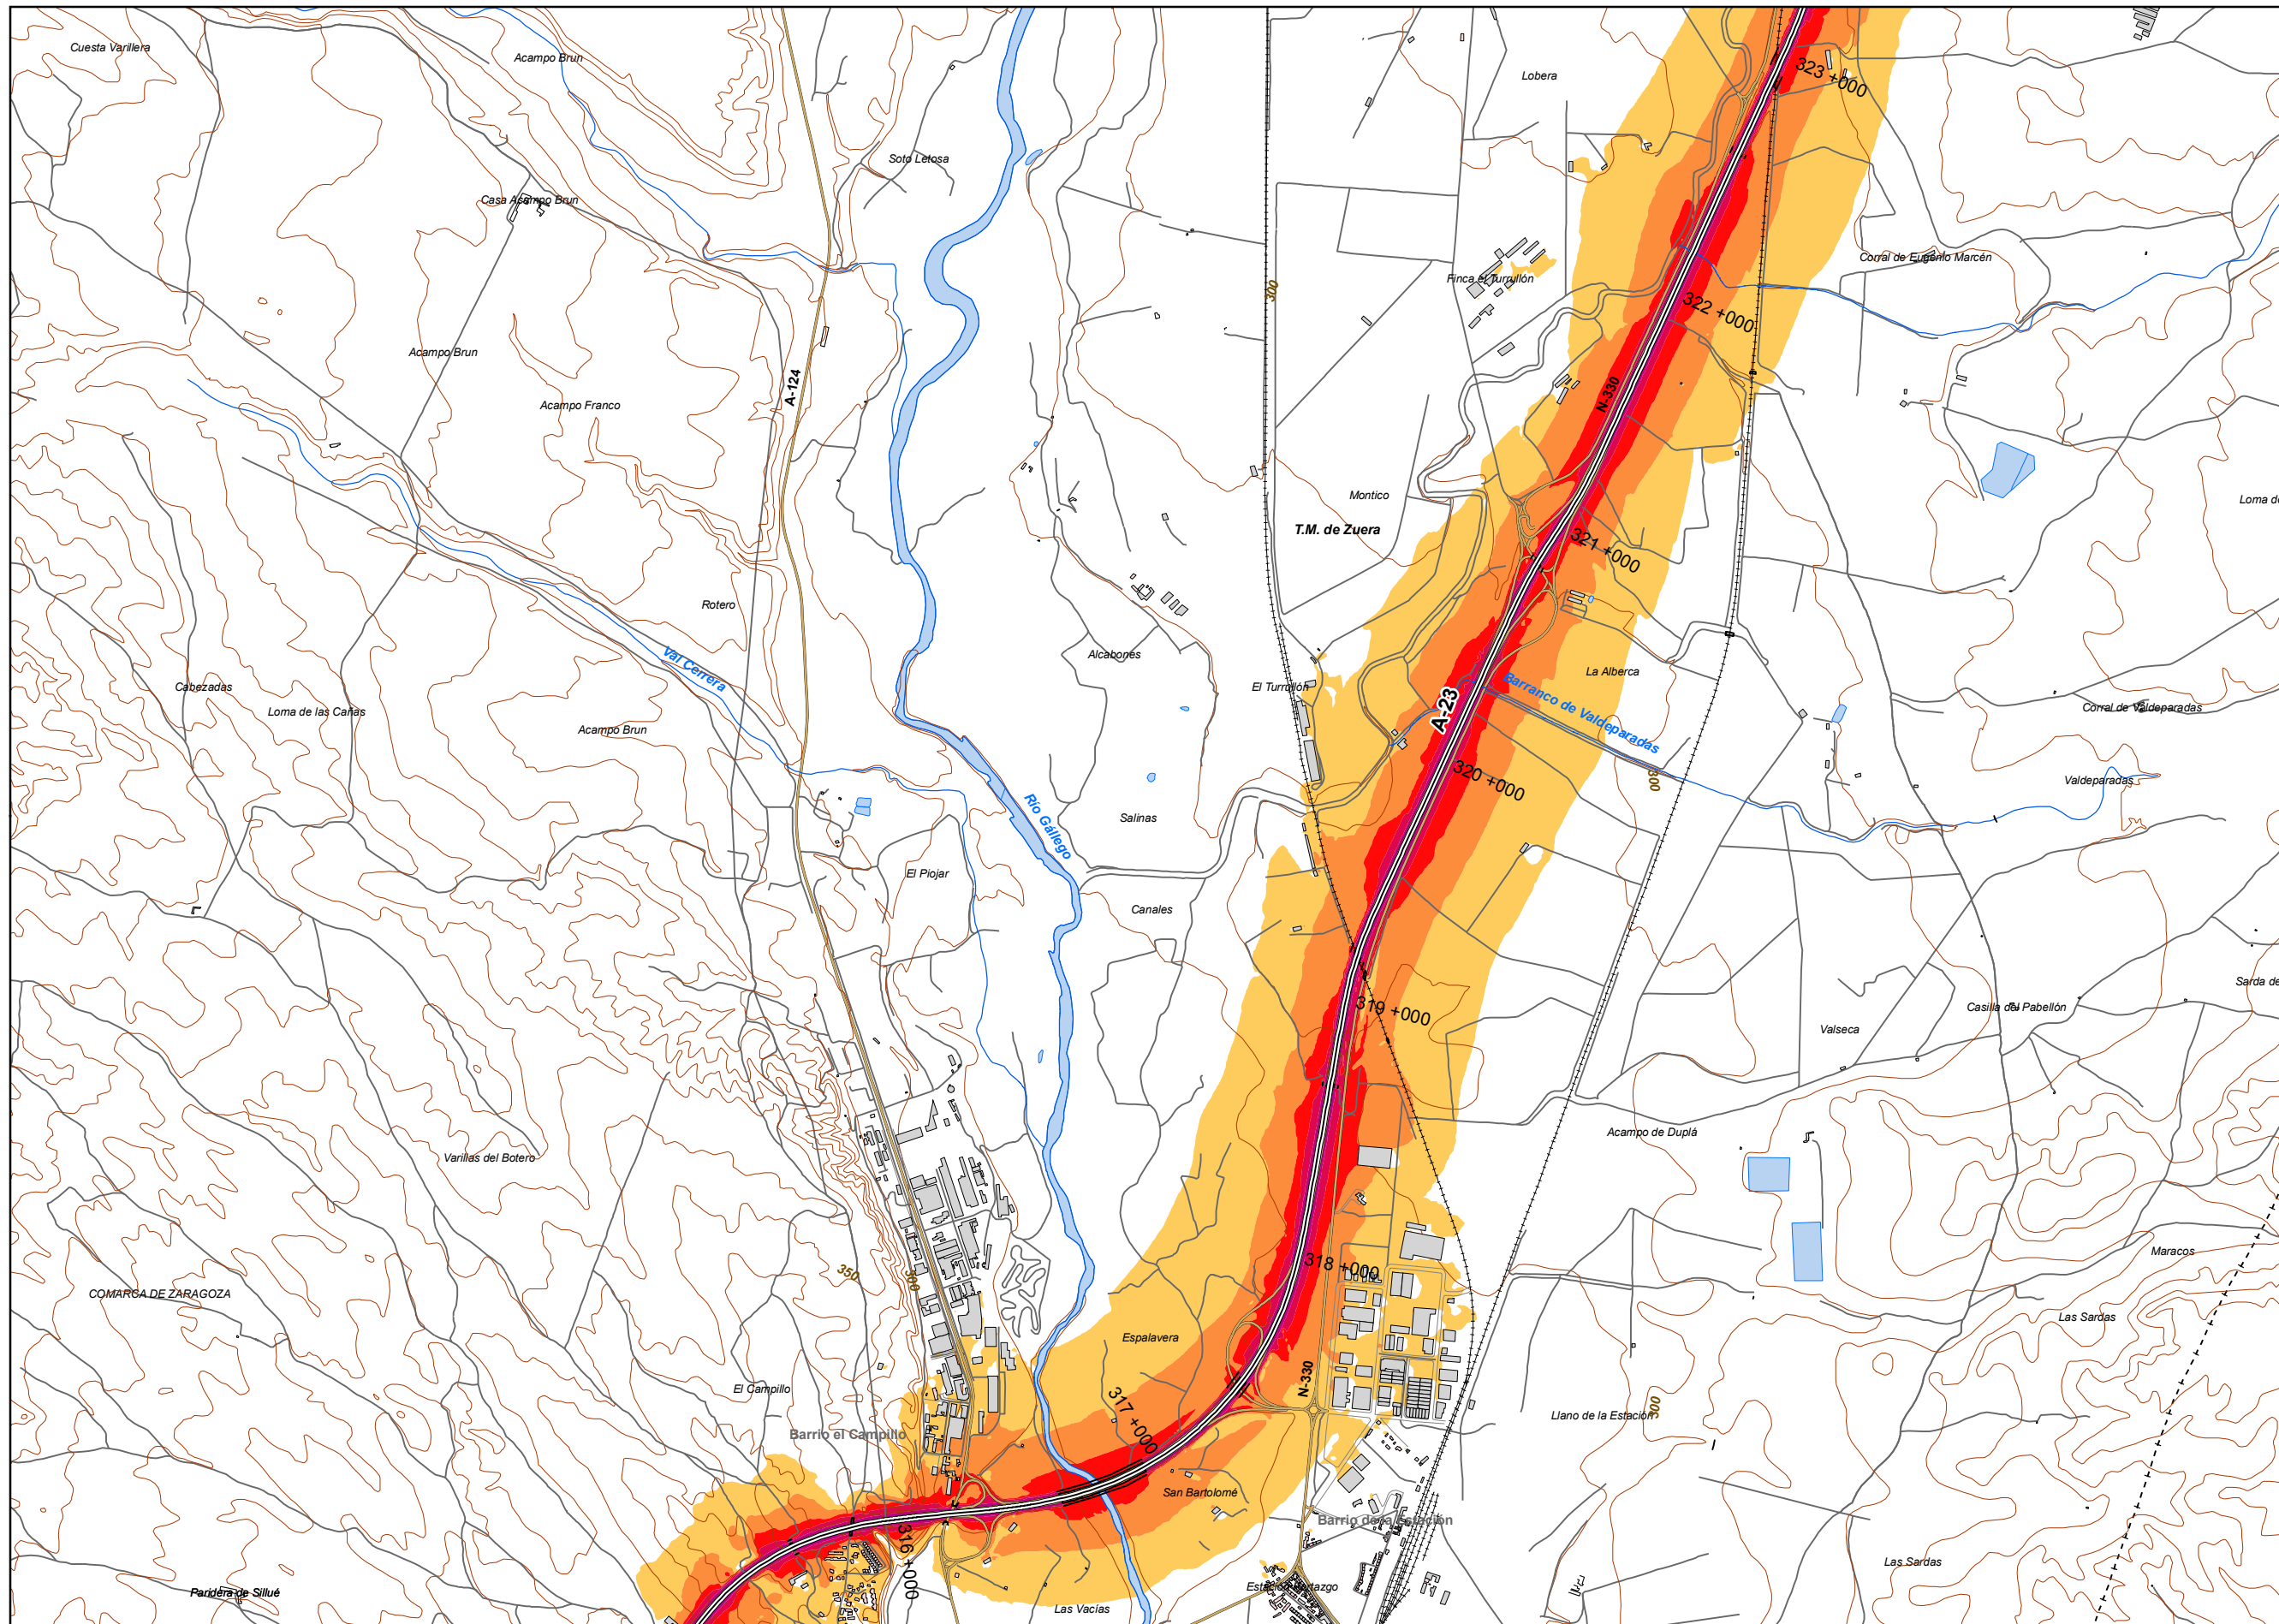 Cuesta Varillera
Acampo Brun
Lobera
323 +000
Soto Letosa
Casa Acampo Brun
Corral de Eugenio Marcén
Finca el Turrullón
300
322 +000
Acampo Brun
A-124
N-330
Acampo Franco
Montico
T.M. de Zuera
321 +000
Rotero
Val Cerrera
Alcabones
La Alberca
El Turrullón
Cabezadas
Loma de las Cañas
A-23
Barranco de Valdeparadas
Corral de Valdeparadas
Acampo Brun
320 +000
300
Valdeparadas
Río Gállego
Salinas
El Piojar
Canales
Sarda de
319 +000
Casilla del Pabellón
Valseca
Acampo de Duplá
Varillas del Botero
Maracos
318 +000
350
300
COMARCA DE ZARAGOZA
Las Sardas
Espalavera
El Campillo
N-330
317 +000
Llano de la Estación
300
Barrio el Campillo
San Bartolomé
Barrio de la Estación
316 +000
Las Sardas
Paridera de Sillué
Estación Portazgo
Las Vacías